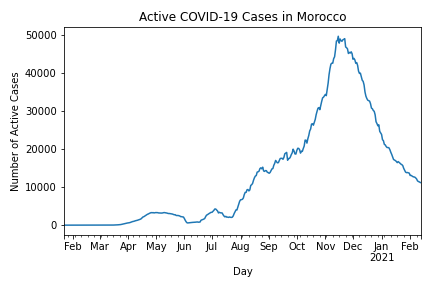 Active COVID-19 Cases in Morocco
Number of Active Cases
50000
40000
30000
20000
10000
0
Feb Mar Apr May Jun Jul Aug Sep Oct Nov Dec Jan Feb
2021
Day